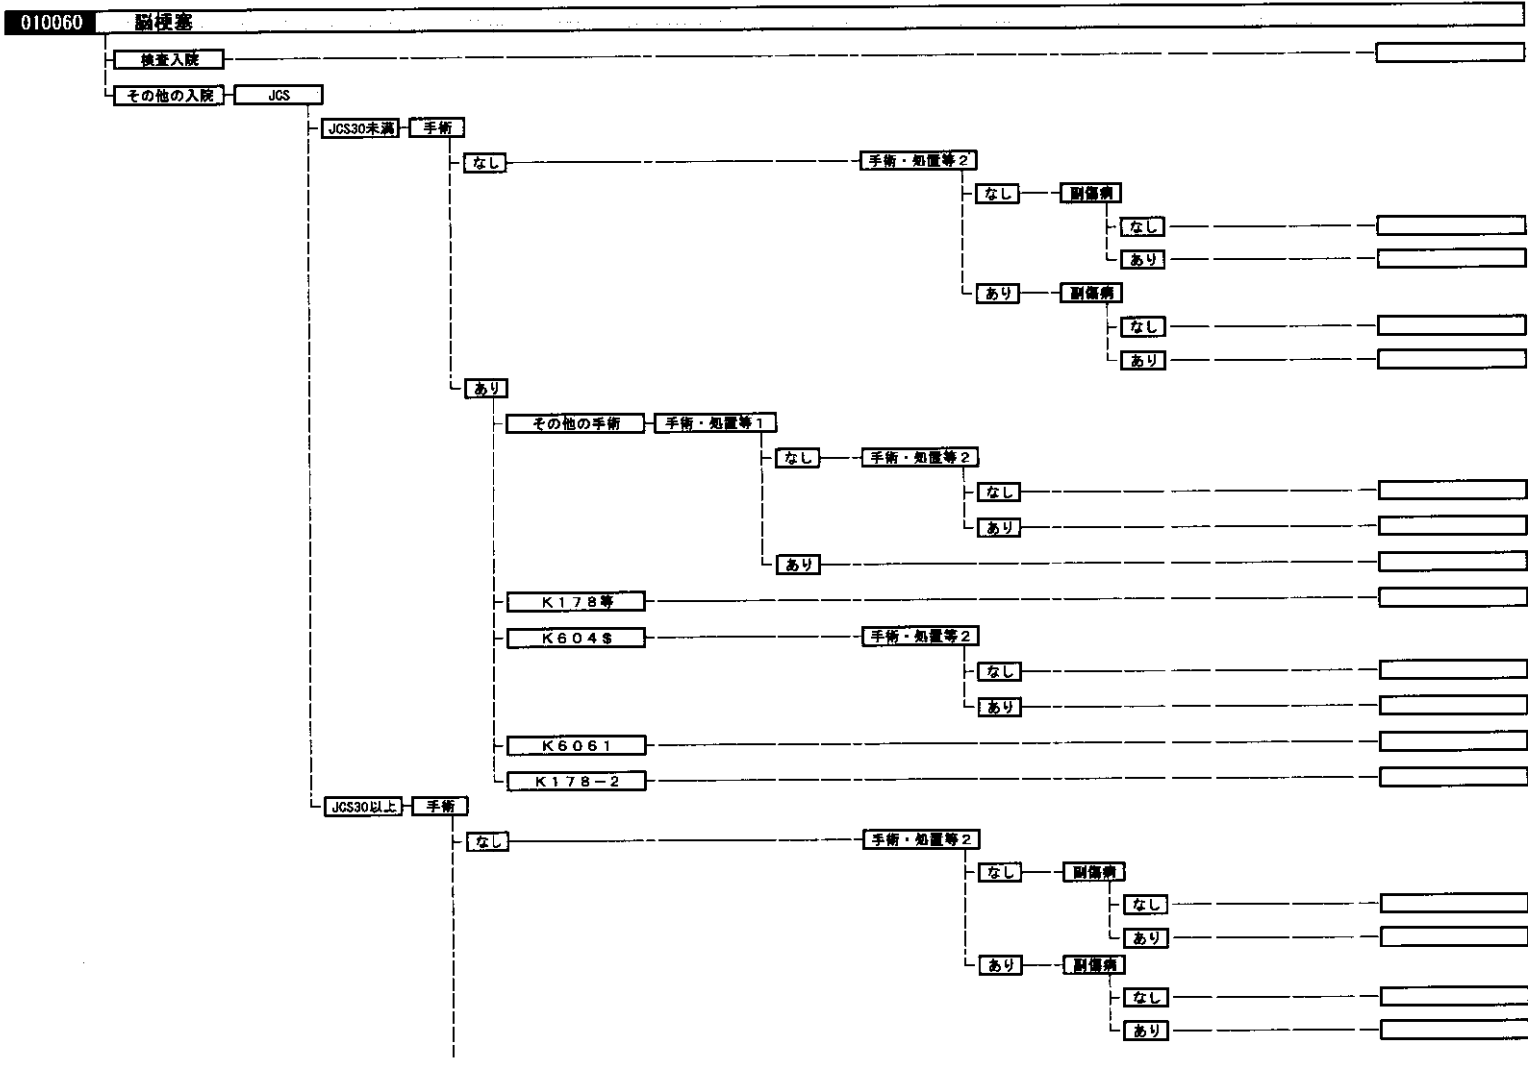 010060 脳梗塞
検査入院
その他の入院 JCS
JCS30未満 手術
なし 手術・処置等2
なし 副傷病
なし
あり
あり 副傷病
なし
あり
あり
その他の手術 手術・処置等1
なし 手術・処置等2
なし
あり
あり
K178等
K604$ 手術・処置等2
なし
あり
K6061
K178-2
JCS30以上 手術
なし 手術・処置等2
なし 副傷病
なし
あり
あり 副傷病
なし
あり